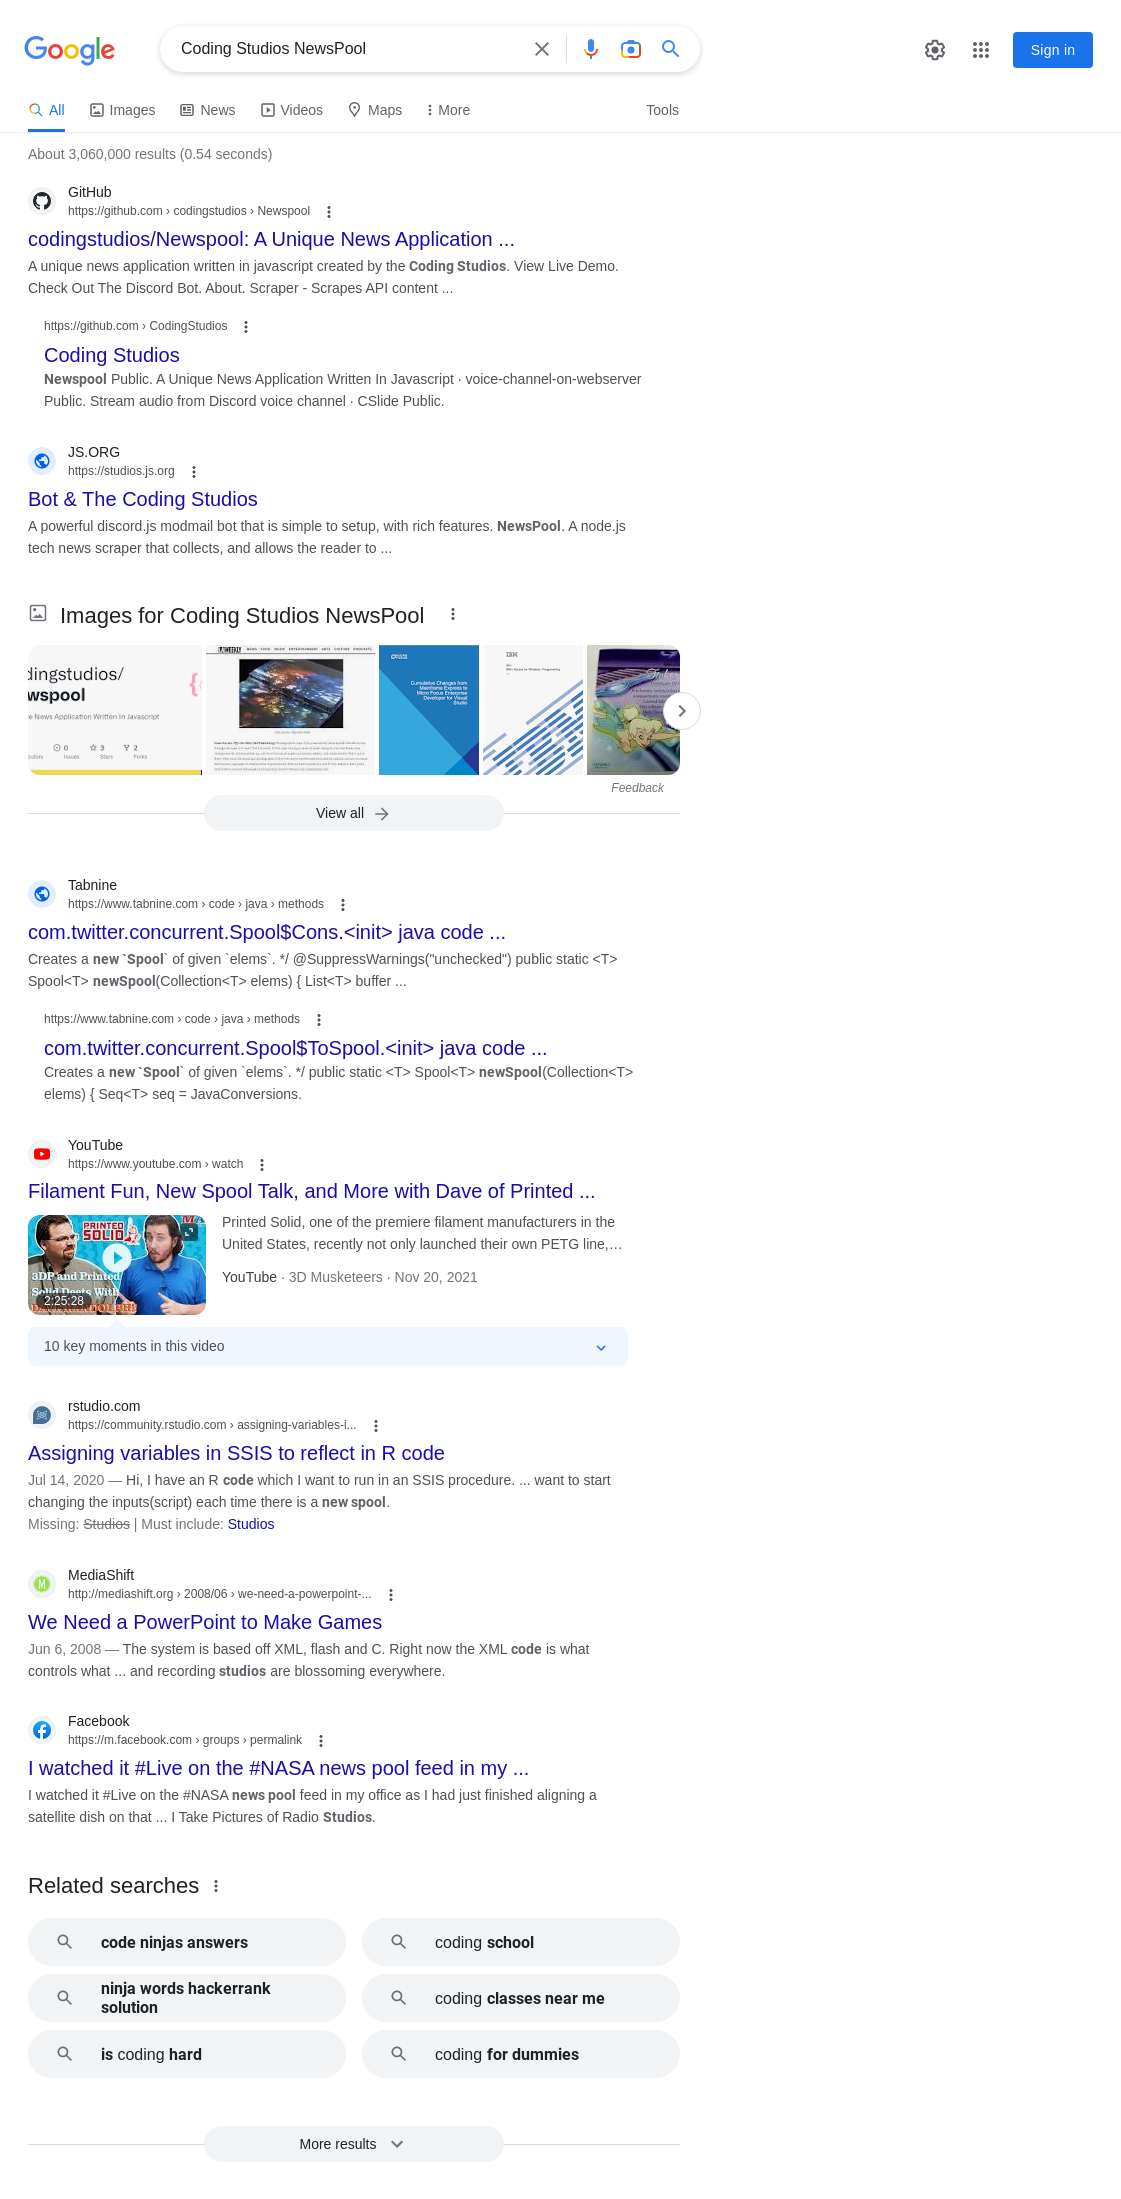 Google
Coding Studios NewsPool
Sign in
All
Images
News
Videos
Maps
More
Tools
About 3,060,000 results (0.54 seconds)
GitHub
https://github.com › codingstudios › Newspool
codingstudios/Newspool: A Unique News Application ...
A unique news application written in javascript created by the Coding Studios. View Live Demo.
Check Out The Discord Bot. About. Scraper - Scrapes API content ...
https://github.com › CodingStudios
Coding Studios
Newspool Public. A Unique News Application Written In Javascript · voice-channel-on-webserver
Public. Stream audio from Discord voice channel · CSlide Public.
JS.ORG
https://studios.js.org
Bot & The Coding Studios
A powerful discord.js modmail bot that is simple to setup, with rich features. NewsPool. A node.js
tech news scraper that collects, and allows the reader to ...
Images for Coding Studios NewsPool
dingstudios/
wspool
e News Application Written In Javascript
0
3
2
Issues
Stars
Forks
Cumulative Changes from
Mainframe Express to
Micro Focus Enterprise
Developer for Visual
Studio
IBM
Feedback
View all
Tabnine
https://www.tabnine.com › code › java › methods
com.twitter.concurrent.Spool$Cons.<init> java code ...
Creates a new `Spool` of given `elems`. */ @SuppressWarnings("unchecked") public static <T>
Spool<T> newSpool(Collection<T> elems) { List<T> buffer ...
https://www.tabnine.com › code › java › methods
com.twitter.concurrent.Spool$ToSpool.<init> java code ...
Creates a new `Spool` of given `elems`. */ public static <T> Spool<T> newSpool(Collection<T>
elems) { Seq<T> seq = JavaConversions.
YouTube
https://www.youtube.com › watch
Filament Fun, New Spool Talk, and More with Dave of Printed ...
PRINTED
SOLID
3DP and Printed
Solid Deets With
2:25:28
Printed Solid, one of the premiere filament manufacturers in the
United States, recently not only launched their own PETG line,…
YouTube · 3D Musketeers · Nov 20, 2021
10 key moments in this video
rstudio.com
https://community.rstudio.com › assigning-variables-i...
Assigning variables in SSIS to reflect in R code
Jul 14, 2020 — Hi, I have an R code which I want to run in an SSIS procedure. ... want to start
changing the inputs(script) each time there is a new spool.
Missing: Studios | Must include: Studios
MediaShift
http://mediashift.org › 2008/06 › we-need-a-powerpoint-...
We Need a PowerPoint to Make Games
Jun 6, 2008 — The system is based off XML, flash and C. Right now the XML code is what
controls what ... and recording studios are blossoming everywhere.
Facebook
https://m.facebook.com › groups › permalink
I watched it #Live on the #NASA news pool feed in my ...
I watched it #Live on the #NASA news pool feed in my office as I had just finished aligning a
satellite dish on that ... I Take Pictures of Radio Studios.
Related searches
code ninjas answers
coding school
ninja words hackerrank
solution
coding classes near me
is coding hard
coding for dummies
More results